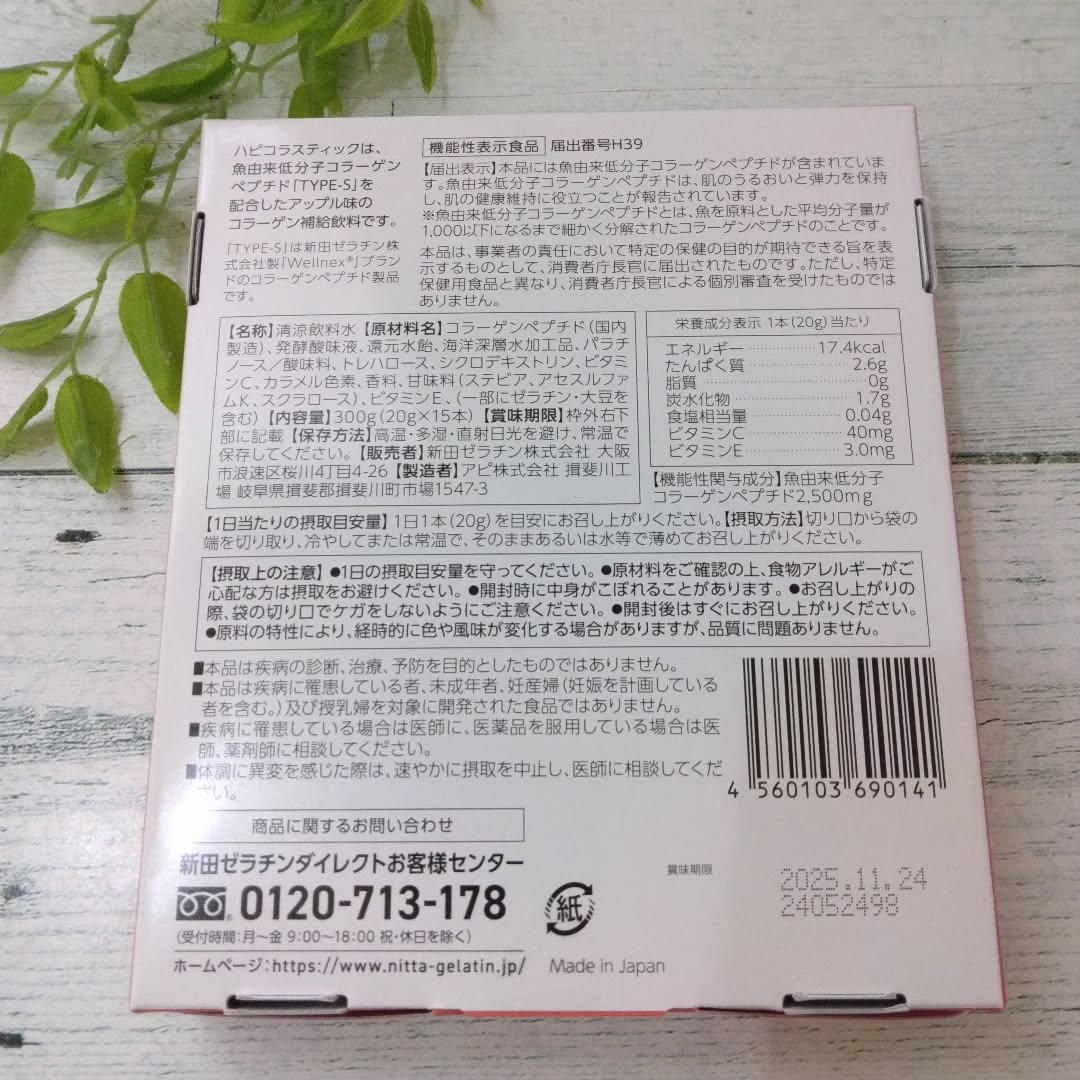 ハピコラスティックは、
魚由来低分子コラーゲン
ペプチド「TYPE-S」を
配合したアップル味の
コラーゲン補給飲料です。
「TYPE-S」は新田ゼラチン株
式会社製「Wellnex®」ブラン
ドのコラーゲンペプチド製品
です。
機能性表示食品 届出番号H39
【届出表示】本品には魚由来低分子コラーゲンペプチドが含まれていま
す。魚由来低分子コラーゲンペプチドは、肌のうるおいと弾力を保持
し、肌の健康維持に役立つことが報告されています。
※魚由来低分子コラーゲンペプチドとは、魚を原料とした平均分子量が
1,000以下になるまで細かく分解されたコラーゲンペプチドのことです。
本品は、事業者の責任において特定の保健の目的が期待できる旨を表
示するものとして、消費者庁長官に届出されたものです。ただし、特定
保健用食品と異なり、消費者庁長官による個別審査を受けたものでは
ありません。
【名称】清涼飲料水【原材料名】コラーゲンペプチド(国内
製造)、発酵酸味液、還元水飴、海洋深層水加工品、パラチ
ノース/酸味料、トレハロース、シクロデキストリン、ビタミ
ンC、カラメル色素、香料、甘味料(ステビア、アセスルファ
ムK、スクラロース)、ビタミンE、(一部にゼラチン・大豆を
含む)【内容量】300g(20g×15本)【賞味期限】枠外右下
部に記載【保存方法】高温・多湿・直射日光を避け、常温で
保存してください。【販売者】新田ゼラチン株式会社 大阪
市浪速区桜川4丁目4-26【製造者】アピ株式会社 揖斐川工
場 岐阜県揖斐郡揖斐川町市場1547-3
栄養成分表示 1本(20g)当たり
エネルギー 17.4kcal
たんぱく質 2.6g
脂質 0g
炭水化物 1.7g
食塩相当量 0.04g
ビタミンC 40mg
ビタミンE 3.0mg
【機能性関与成分】魚由来低分子
コラーゲンペプチド2,500mg
【1日当たりの摂取目安量】1日1本(20g)を目安にお召し上がりください。【摂取方法】切り口から袋の
端を切り取り、冷やしてまたは常温で、そのままあるいは水等で薄めてお召し上がりください。
【摂取上の注意】●1日の摂取目安量を守ってください。●原材料をご確認の上、食物アレルギーがご
心配な方は摂取をお避けください。●開封時に中身がこぼれることがあります。●お召し上がりの
際、袋の切り口でケガをしないようにご注意ください。●開封後はすぐにお召し上がりください。
●原料の特性により、経時的に色や風味が変化する場合がありますが、品質に問題ありません。
■本品は疾病の診断、治療、予防を目的としたものではありません。
■本品は疾病に罹患している者、未成年者、妊産婦(妊娠を計画している
者を含む。)及び授乳婦を対象に開発された食品ではありません。
■疾病に罹患している場合は医師に、医薬品を服用している場合は医
師、薬剤師に相談してください。
■体調に異変を感じた際は、速やかに摂取を中止し、医師に相談してくだ
さい。
4 560103 690141
商品に関するお問い合わせ
新田ゼラチンダイレクトお客様センター
0120-713-178
(受付時間:月~金 9:00~18:00 祝・休日を除く)
ホームページ:https://www.nitta-gelatin.jp/
紙
Made in Japan
賞味期限
2025.11.24
24052498